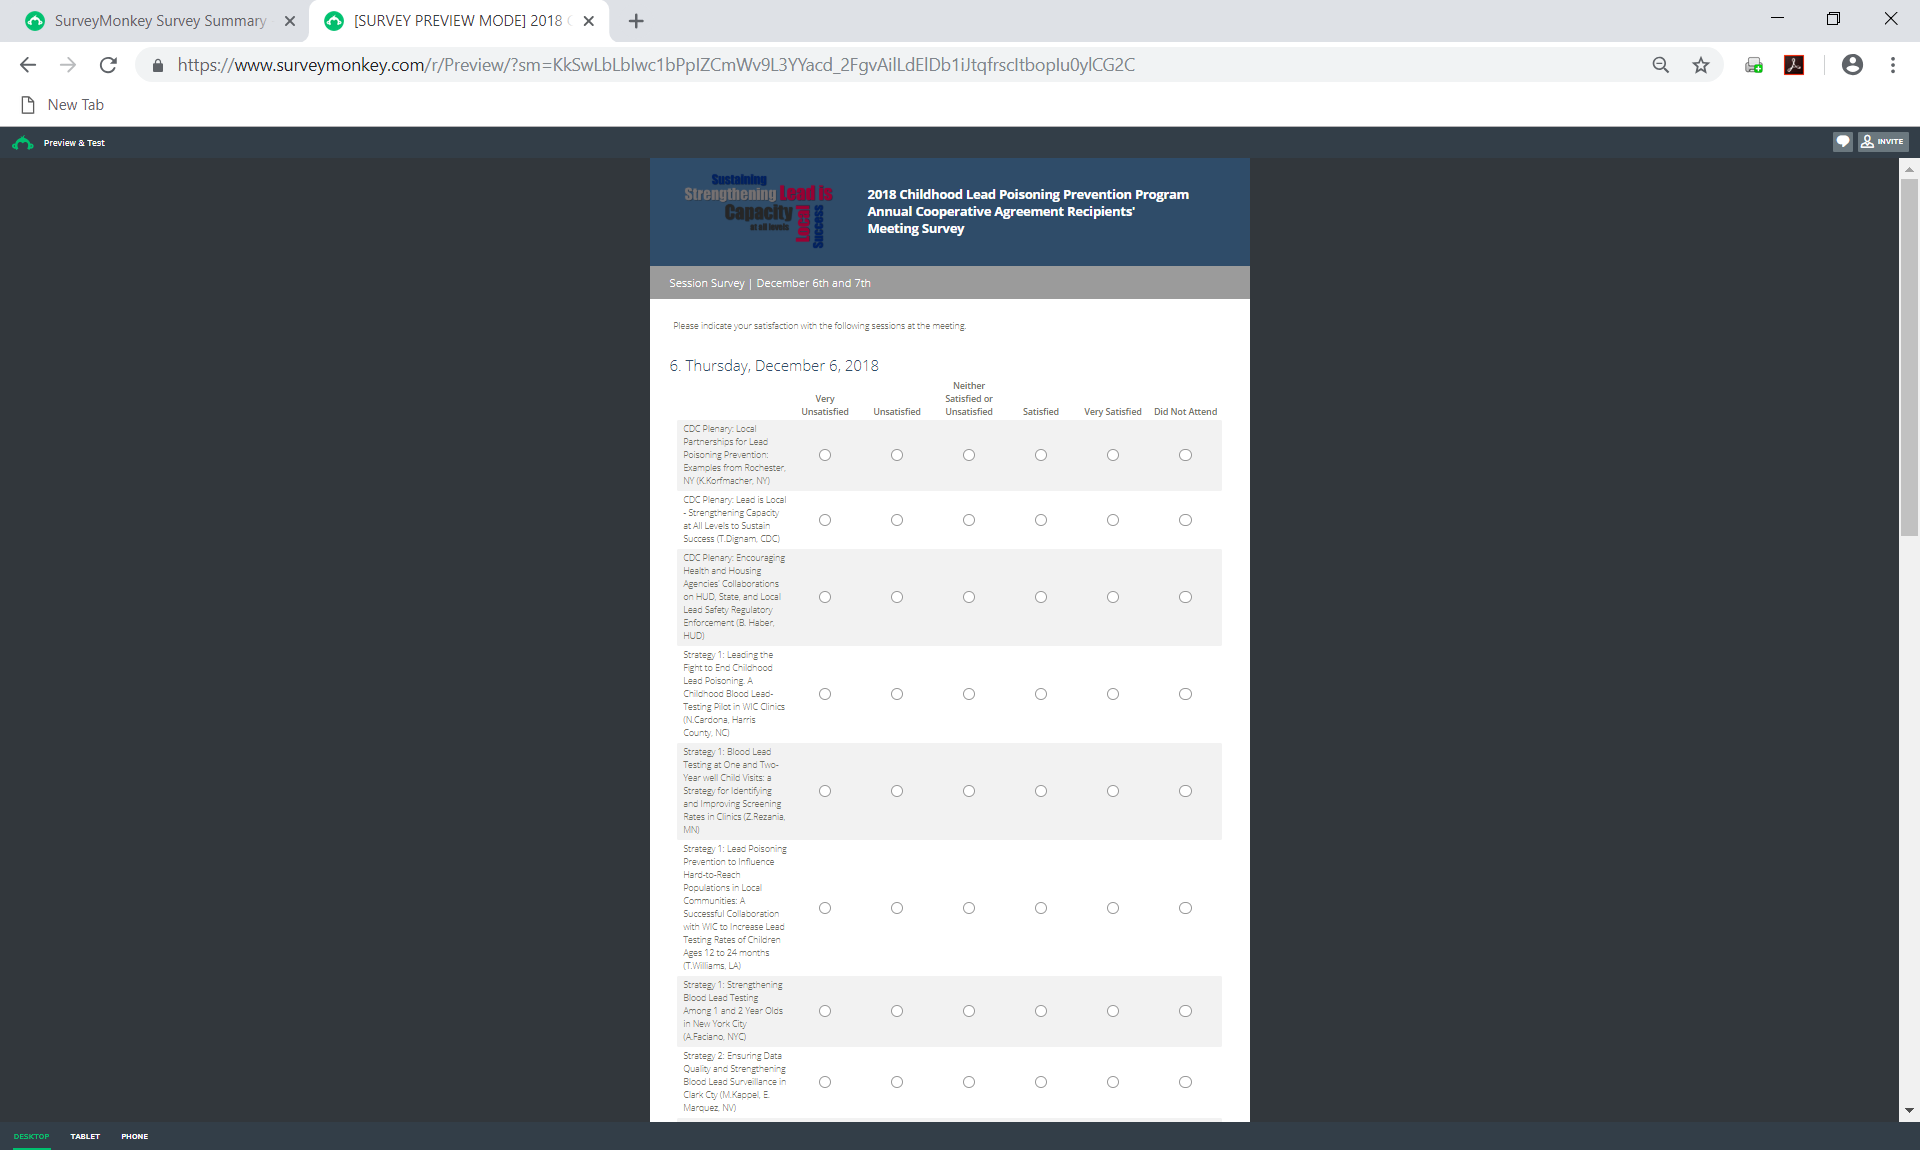 SurveyMonkey Survey Summary
[SURVEY PREVIEW MODE] 2018
https://www.surveymonkey.com/r/Preview/?sm=KkSwLbLbIwc1bPpIZCmWv9L3YYacd_2FgvAilLdElDb1iJtqfrscItbopIu0ylCG2C
New Tab
Preview & Test
INVITE
Sustaining
Strengthening Lead is
Capacity
at all levels
Local
Success
2018 Childhood Lead Poisoning Prevention Program
Annual Cooperative Agreement Recipients'
Meeting Survey
Session Survey | December 6th and 7th
Please indicate your satisfaction with the following sessions at the meeting.
6. Thursday, December 6, 2018
Very
Unsatisfied
Unsatisfied
Neither
Satisfied or
Unsatisfied
Satisfied
Very Satisfied
Did Not Attend
CDC Plenary: Local
Partnerships for Lead
Poisoning Prevention:
Examples from Rochester,
NY (K.Korfmacher, NY)
CDC Plenary: Lead is Local
- Strengthening Capacity
at All Levels to Sustain
Success (T.Dignam, CDC)
CDC Plenary: Encouraging
Health and Housing
Agencies' Collaborations
on HUD, State, and Local
Lead Safety Regulatory
Enforcement (B. Haber,
HUD)
Strategy 1: Leading the
Fight to End Childhood
Lead Poisoning. A
Childhood Blood Lead-
Testing Pilot in WIC Clinics
(N.Cardona, Harris
County, NC)
Strategy 1: Blood Lead
Testing at One and Two-
Year well Child Visits: a
Strategy for Identifying
and Improving Screening
Rates in Clinics (Z.Rezania,
MN)
Strategy 1: Lead Poisoning
Prevention to Influence
Hard-to-Reach
Populations in Local
Communities: A
Successful Collaboration
with WIC to Increase Lead
Testing Rates of Children
Ages 12 to 24 months
(T.Williams, LA)
Strategy 1: Strengthening
Blood Lead Testing
Among 1 and 2 Year Olds
in New York City
(A.Faciano, NYC)
Strategy 2: Ensuring Data
Quality and Strengthening
Blood Lead Surveillance in
Clark Cty (M.Kappel, E.
Marquez, NV)
DESKTOP
TABLET
PHONE